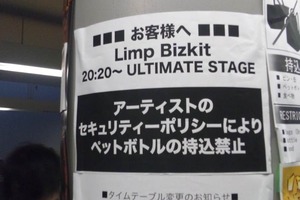 ■■■ お客様へ ■■■
Limp Bizkit
20:20～ ULTIMATE STAGE
アーティストの
セキュリティーポリシーにより
ペットボトルの持込禁止
■タイムテーブル変更のお知らせ■
持込